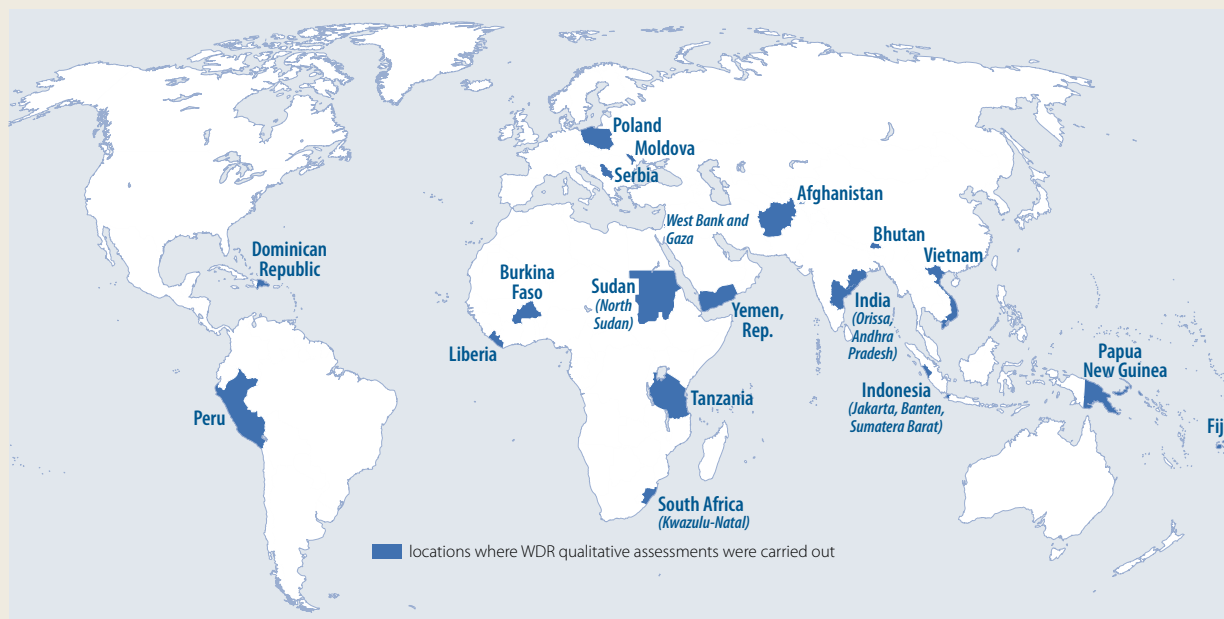 Poland
Moldova
Serbia
Afghanistan
West Bank and
Gaza
Bhutan
Vietnam
Dominican
Republic
Burkina
Faso
Sudan
(North
Sudan)
Yemen,
Rep.
India
(Orissa,
Andhra
Pradesh)
Liberia
Papua
New Guinea
Indonesia
(Jakarta, Banten,
Sumatera Barat)
Tanzania
Peru
Fij
South Africa
(Kwazulu-Natal)
locations where WDR qualitative assessments were carried out